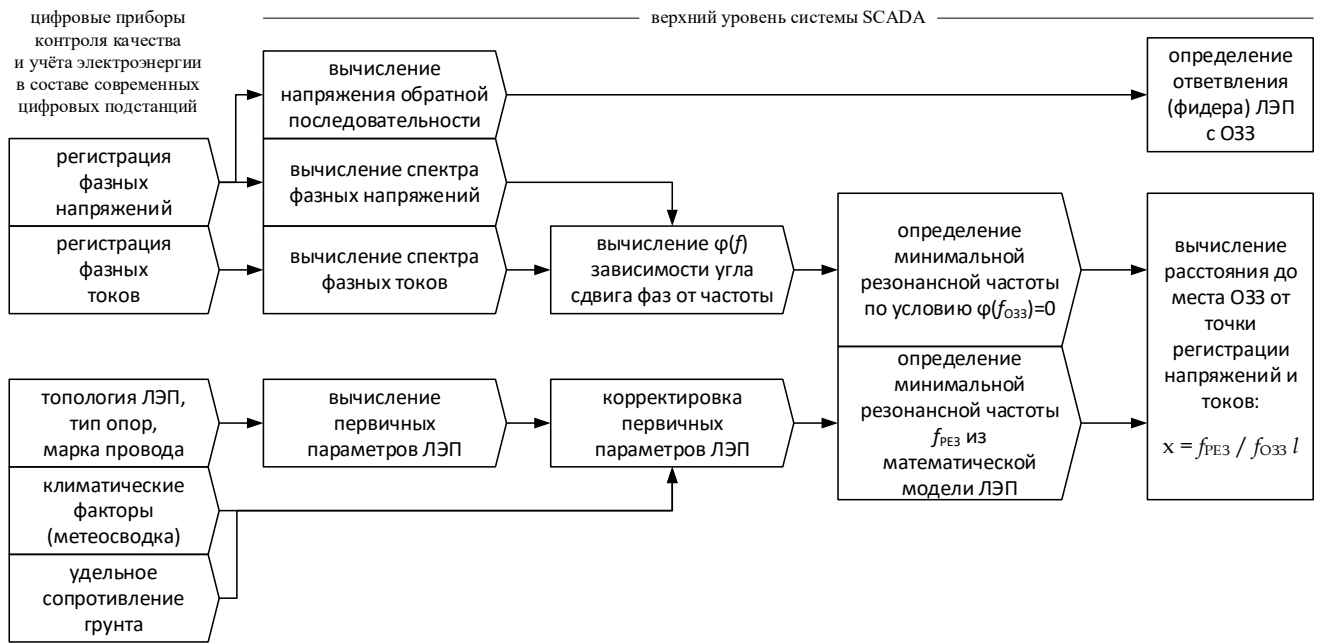 цифровые приборы
контроля качества
и учёта электроэнергии
в составе современных
цифровых подстанций
верхний уровень системы SCADA
вычисление
напряжения обратной
последовательности
определение
ответвления
(фидера) ЛЭП
с ОЗЗ
регистрация
фазных
напряжений
вычисление спектра
фазных напряжений
регистрация
фазных
токов
вычисление спектра
фазных токов
вычисление φ(f)
зависимости угла
сдвига фаз от частоты
определение
минимальной
резонансной частоты
по условию φ(fОЗЗ)=0
вычисление
расстояния до
места ОЗЗ от
точки
регистрации
напряжений и
токов:
x = fРЕЗ / fОЗЗ l
топология ЛЭП,
тип опор,
марка провода
вычисление
первичных
параметров ЛЭП
корректировка
первичных
параметров ЛЭП
определение
минимальной
резонансной частоты
fРЕЗ из
математической
модели ЛЭП
климатические
факторы
(метеосводка)
удельное
сопротивление
грунта